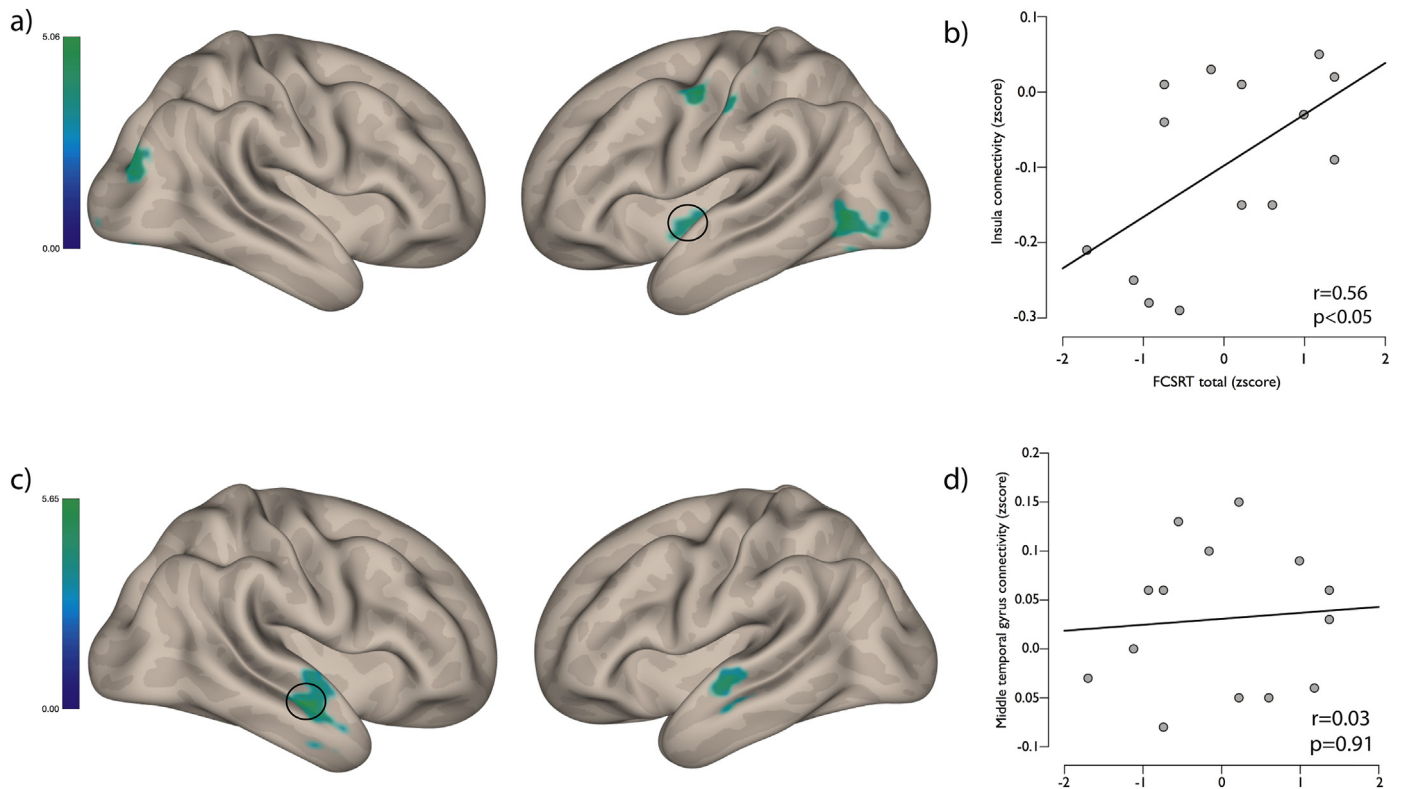 a)
5.06
0.00
b)
0.1
0.0
-0.1
-0.2
-0.3
Insula connectivity (zscore)
r=0.56
p<0.05
-2 -1 0 1 2
FCSRT total (zscore)
c)
5.65
0.00
d)
0.2
0.15
0.1
0.05
0.0
0.05
-0.1
Middle temporal gyrus connectivity (zscore)
r=0.03
p=0.91
-2 -1 0 1 2